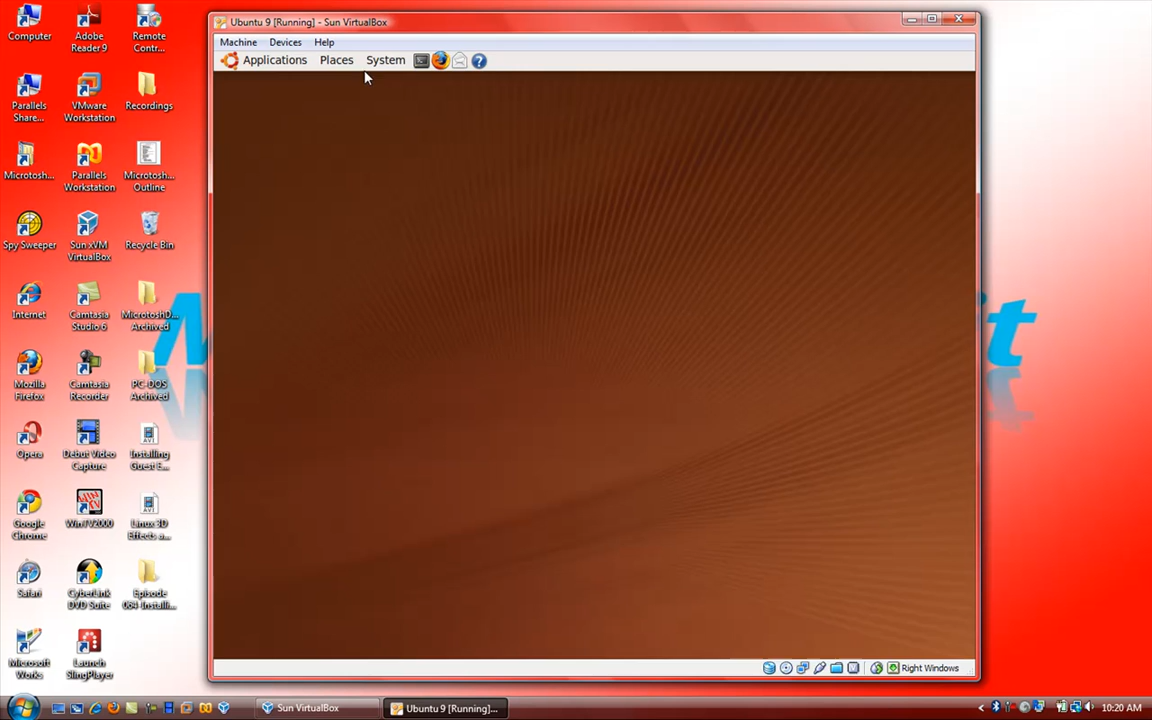 Ubuntu 9 [Running] - Sun VirtualBox
Machine Devices Help
Applications Places System
Computer
Adobe
Reader 9
Remote
Contr...
Parallels
Share...
VMware
Workstation
Recordings
Microtosh...
Parallels
Workstation
Microtosh...
Outline
Spy Sweeper
Sun xVM
VirtualBox
Recycle Bin
Internet
Camtasia
Studio 6
MicrotoshD...
Archived
Mozilla
Firefox
Camtasia
Recorder
PC-DOS
Archived
Opera
Debut Video
Capture
Installing
Guest E...
Google
Chrome
WinTV2000
Linux 3D
Effects a...
Safari
CyberLink
DVD Suite
Episode
064-Installi...
Microsoft
Works
Launch
SlingPlayer
M
it
Right Windows
Sun VirtualBox
Ubuntu 9 [Running]...
10:20 AM